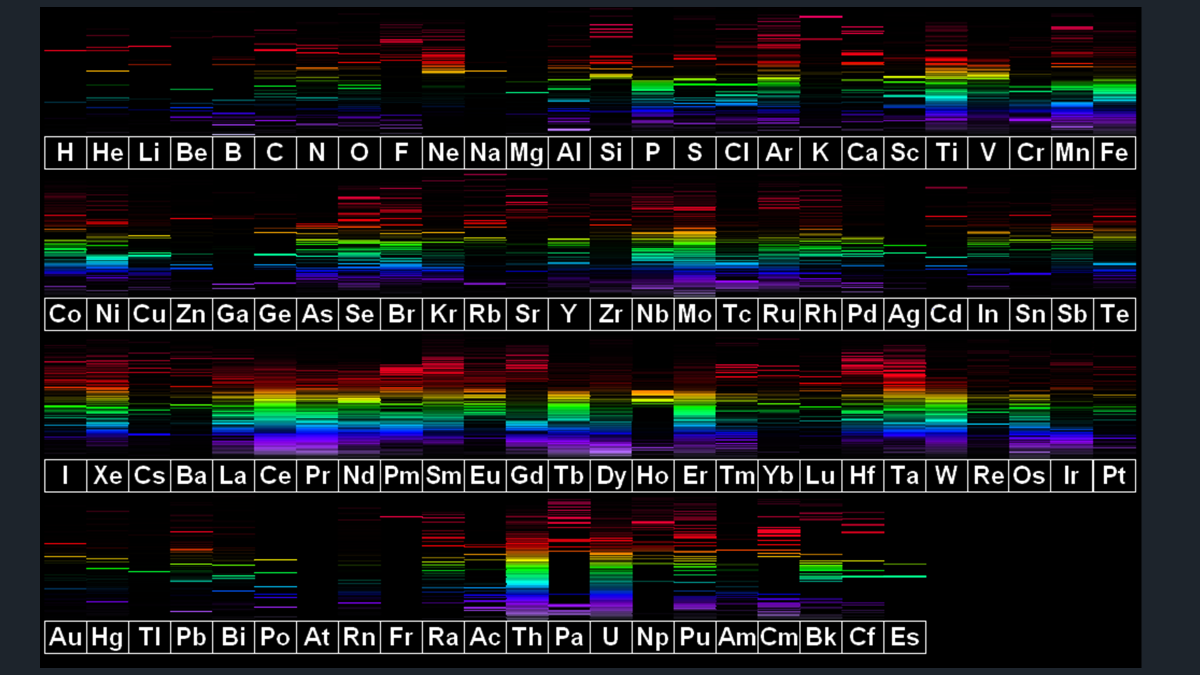 H He Li Be B C N O F Ne Na Mg Al Si P S Cl Ar K Ca Sc Ti V Cr Mn Fe
Co Ni Cu Zn Ga Ge As Se Br Kr Rb Sr Y Zr Nb Mo Tc Ru Rh Pd Ag Cd In Sn Sb Te
I Xe Cs Ba La Ce Pr Nd Pm Sm Eu Gd Tb Dy Ho Er Tm Yb Lu Hf Ta W Re Os Ir Pt
Au Hg Tl Pb Bi Po At Rn Fr Ra Ac Th Pa U Np Pu Am Cm Bk Cf Es